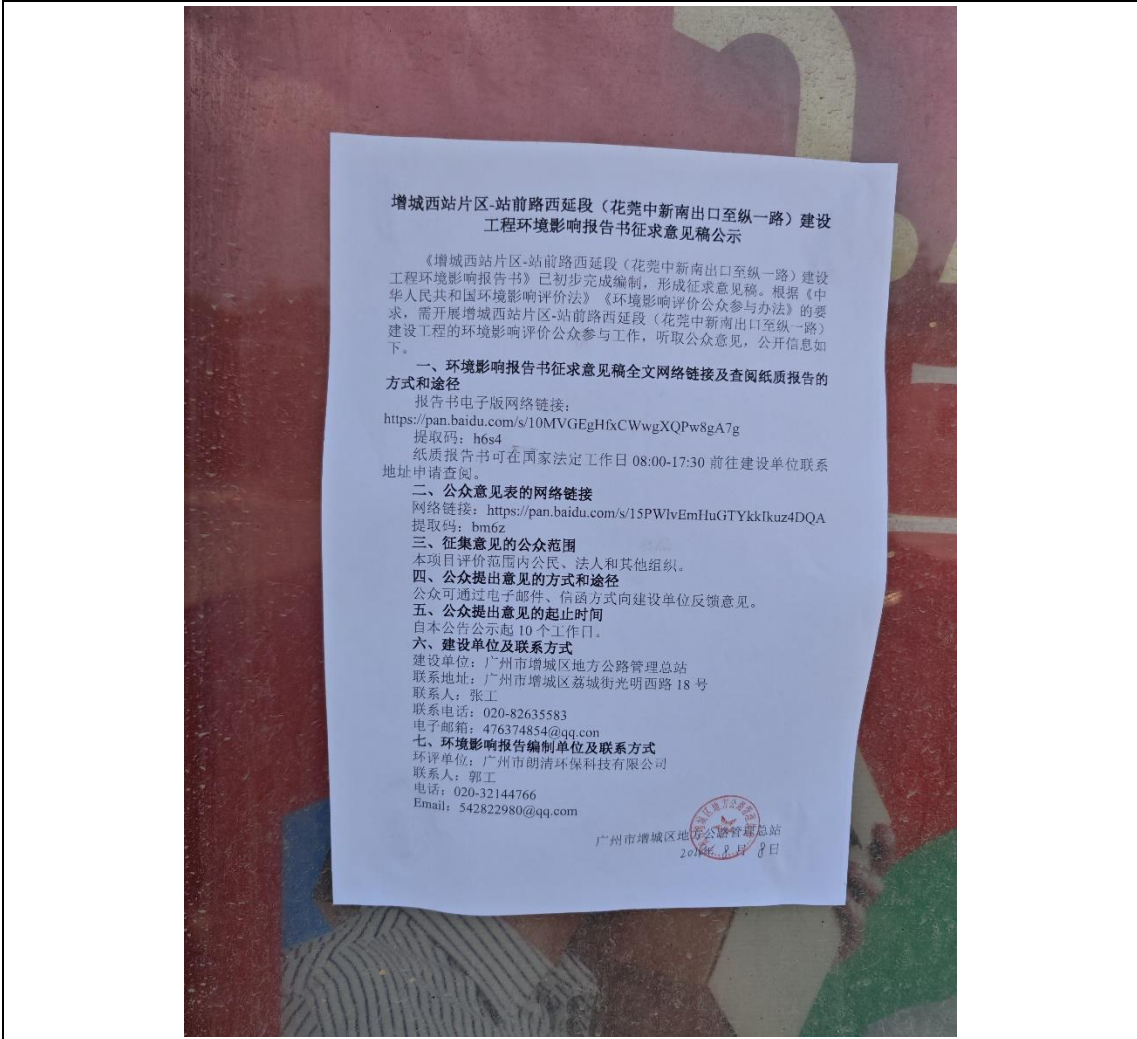 增城西站片区-站前路西延段（花莞中新南出口至纵一路）建设
工程环境影响报告书征求意见稿公示
《增城西站片区-站前路西延段（花莞中新南出口至纵一路）建设
工程环境影响报告书》已初步完成编制，形成征求意见稿。根据《中
华人民共和国环境影响评价法》《环境影响评价公众参与办法》的要
求，需开展增城西站片区-站前路西延段（花莞中新南出口至纵一路）
建设工程的环境影响评价公众参与工作，听取公众意见，公开信息如
下。
一、环境影响报告书征求意见稿全文网络链接及查阅纸质报告的
方式和途径
报告书电子版网络链接：
https://pan.baidu.com/s/10MVGEgHfxCWwgXQPw8gA7g
提取码：h6s4
纸质报告书可在国家法定工作日 08:00-17:30 前往建设单位联系
地址申请查阅。
二、公众意见表的网络链接
网络链接：https://pan.baidu.com/s/15PWlvEmHuGTYkkIkuz4DQA
提取码：bm6z
三、征集意见的公众范围
本项目评价范围内公民、法人和其他组织。
四、公众提出意见的方式和途径
公众可通过电子邮件、信函方式向建设单位反馈意见。
五、公众提出意见的起止时间
自本公告公示起 10 个工作日。
六、建设单位及联系方式
建设单位：广州市增城区地方公路管理总站
联系地址：广州市增城区荔城街光明西路 18 号
联系人：张工
联系电话：020-82635583
电子邮箱：476374854@qq.con
七、环境影响报告编制单位及联系方式
环评单位：广州市朗清环保科技有限公司
联系人：郭工
电话：020-32144766
Email：542822980@qq.com
广州市增城区地方公路管理总站
年 8 月 8 日